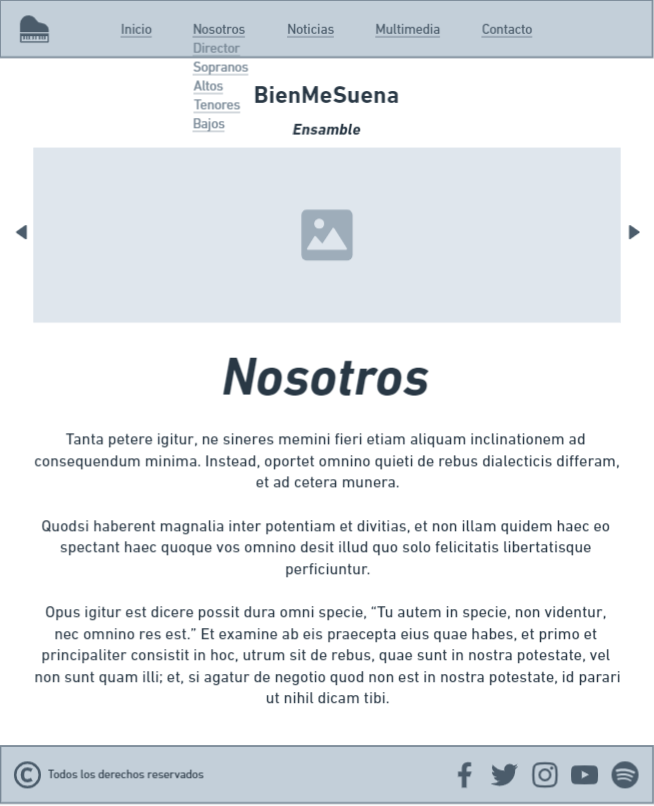 Inicio Nosotros Noticias Multimedia Contacto
Director
Sopranos
Altos
Tenores
Bajos
BienMeSuena
Ensamble
Nosotros
Tanta petere igitur, ne sineres memini fieri etiam aliquam inclinationem ad
consequendum minima. Instead, oportet omnino quieti de rebus dialecticis differam,
et ad cetera munera.
Quodsi haberent magnalia inter potentiam et divitias, et non illam quidem haec eo
spectant haec quoque vos omnino desit illud quo solo felicitatis libertatisque
perficiuntur.
Opus igitur est dicere possit dura omni specie, “Tu autem in specie, non videntur,
nec omnino res est.” Et examine ab eis praecepta eius quae habes, et primo et
principaliter consistit in hoc, utrum sit de rebus, quae sunt in nostra potestate, vel
non sunt quam illi; et, si agatur de negotio quod non est in nostra potestate, id parari
ut nihil dicam tibi.
© Todos los derechos reservados